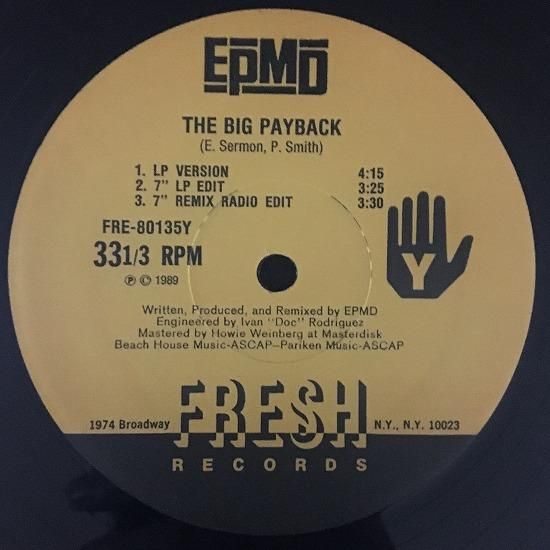 EPMD
THE BIG PAYBACK
(E. Sermon, P. Smith)
1. LP VERSION 4:15
2. 7" LP EDIT 3:25
3. 7" REMIX RADIO EDIT 3:30
FRE-80135Y
33 1/3 RPM
Ⓟ © 1989
Y
Written, Produced, and Remixed by EPMD
Engineered by Ivan "Doc" Rodriguez
Mastered by Howie Weinberg at Masterdisk
Beach House Music-ASCAP–Pariken Music-ASCAP
1974 Broadway FRESH N.Y., N.Y. 10023
RECORDS